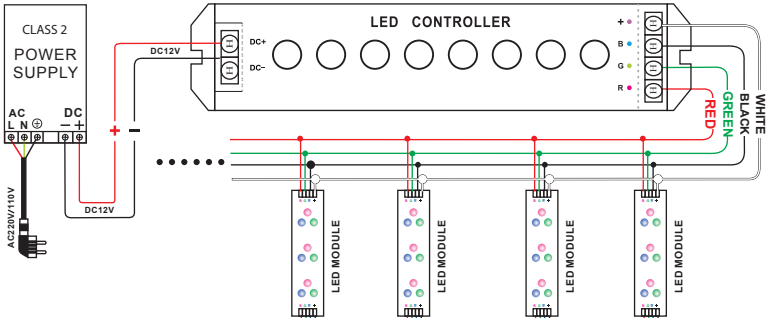 CLASS 2
POWER
SUPPLY
AC
DC
L N
− +
AC220V/110V
DC12V
DC12V
+ −
LED CONTROLLER
DC+
DC−
+
B
G
R
RED
GREEN
BLACK
WHITE
LED MODULE
LED MODULE
LED MODULE
LED MODULE